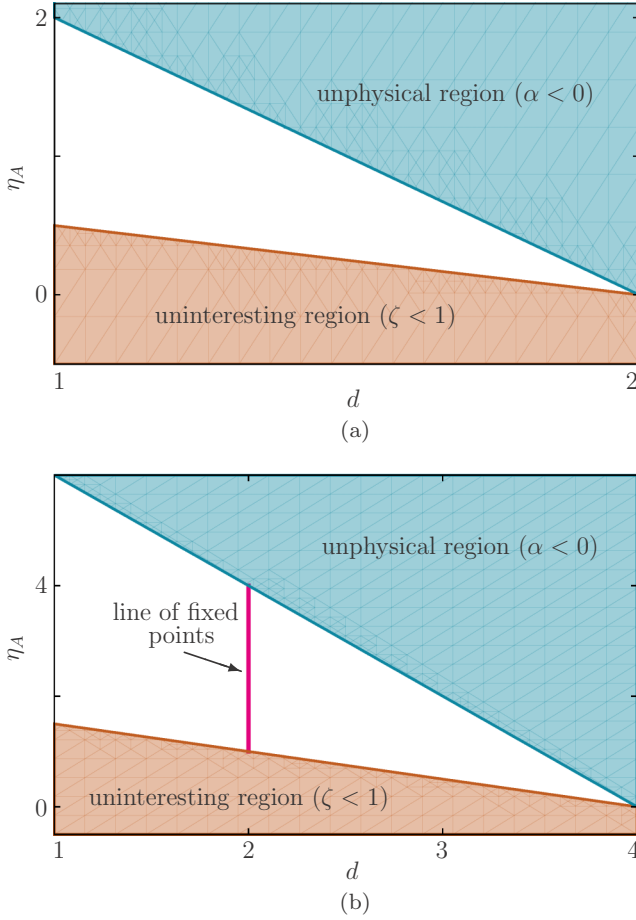 2
unphysical region (α < 0)
η_A
0
uninteresting region (ζ < 1)
1
2
d
(a)
unphysical region (α < 0)
4
line of fixed
points
η_A
uninteresting region (ζ < 1)
0
1
2
3
4
d
(b)